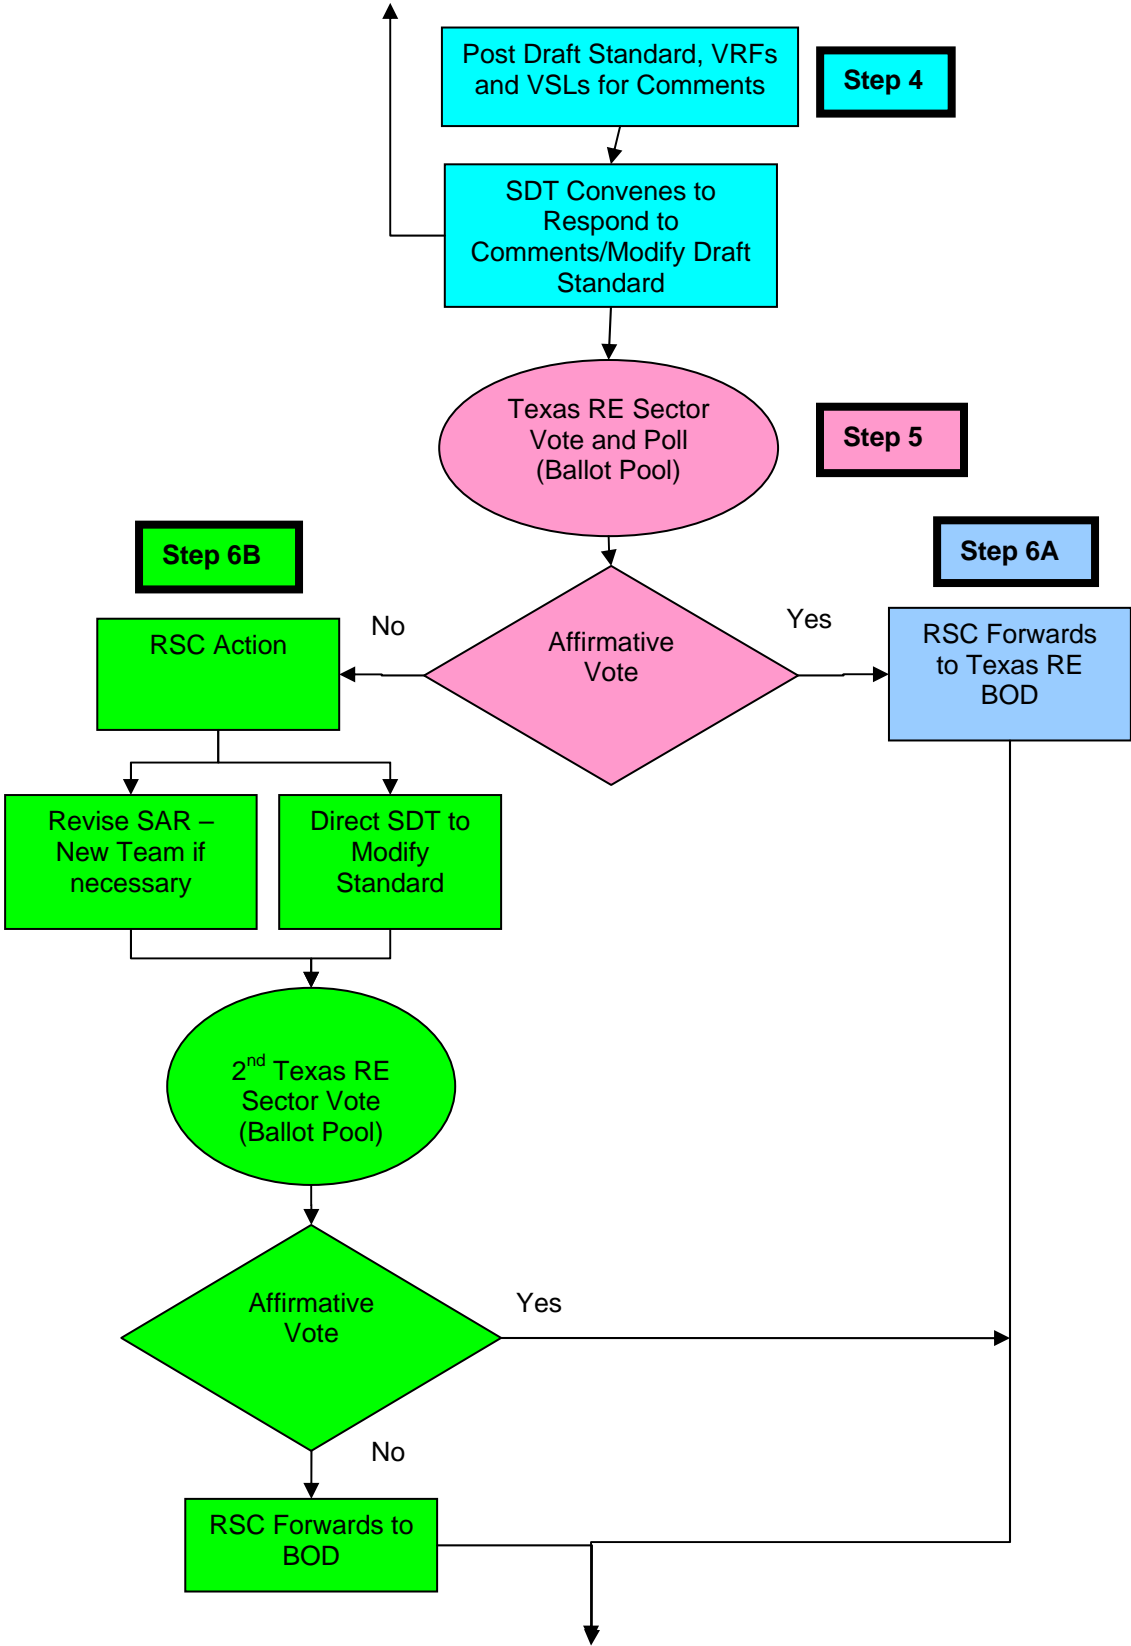 Post Draft Standard, VRFs
and VSLs for Comments
Step 4
SDT Convenes to
Respond to
Comments/Modify Draft
Standard
Texas RE Sector
Vote and Poll
(Ballot Pool)
Step 5
Step 6B
Step 6A
RSC Action
No
Affirmative
Vote
Yes
RSC Forwards
to Texas RE
BOD
Revise SAR –
New Team if
necessary
Direct SDT to
Modify
Standard
2nd Texas RE
Sector Vote
(Ballot Pool)
Affirmative
Vote
Yes
No
RSC Forwards to
BOD